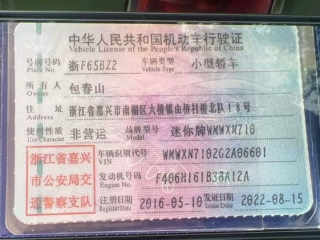 中华人民共和国机动车行驶证
Vehicle License of the People's Republic of China
号牌号码 浙F65BZ2 车辆类型 小型轿车
Plate No. Vehicle Type
所有人 包春山
Owner
住址 浙江省嘉兴市南湖区大桥镇由桥村桥北队18号
Address
使用性质 非营运 品牌型号 迷你牌WMWXN710
Use Character Model
浙江省嘉兴
市公安局交
通警察支队
车辆识别代号 WMWXN7102G2A06601
VIN
发动机号码 F406H161B38A12A
Engine No.
注册日期 2016-05-10 发证日期 2022-08-15
Register Date Issue Date